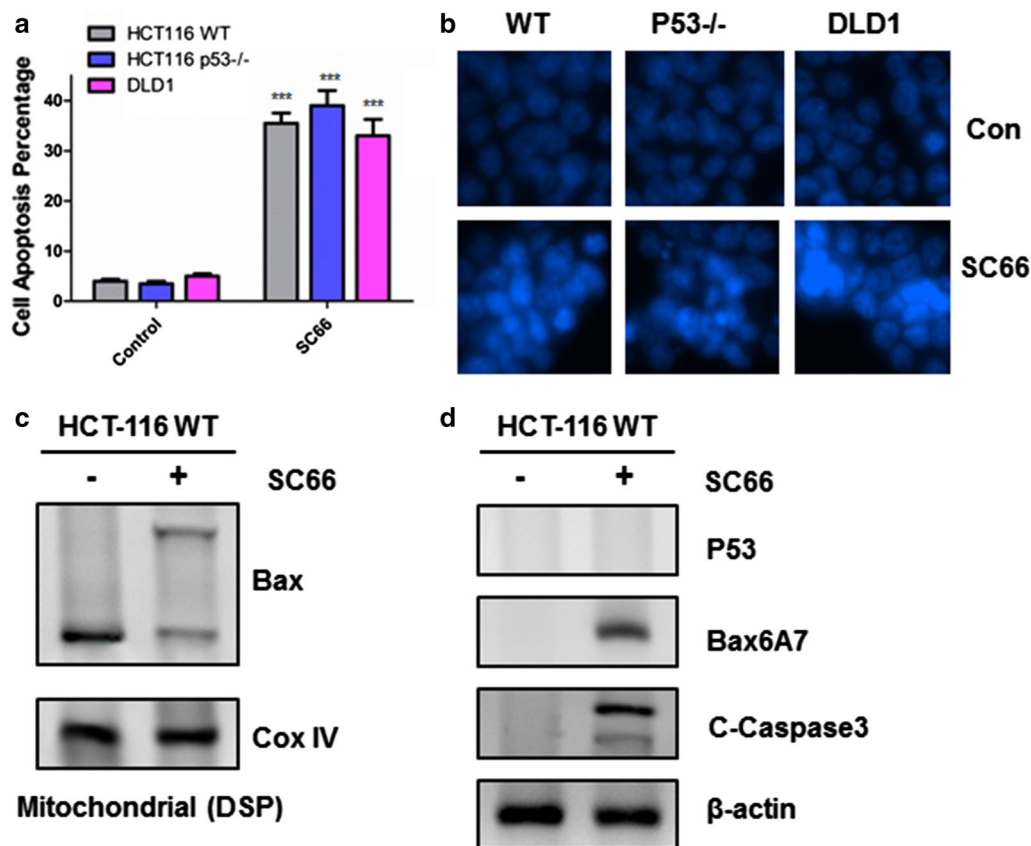 a
HCT116 WT
HCT116 p53-/-
DLD1
Cell Apoptosis Percentage
40
30
20
10
0
***
***
***
Control
SC66
b
WT
P53-/-
DLD1
Con
SC66
c
HCT-116 WT
- + SC66
Bax
Cox IV
Mitochondrial (DSP)
d
HCT-116 WT
- + SC66
P53
Bax6A7
C-Caspase3
β-actin